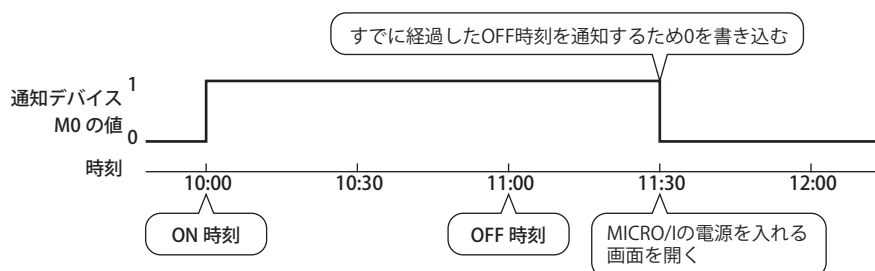 すでに経過したOFF時刻を通知するため0を書き込む
通知デバイス 1
M0 の値 0
時刻
10:00 10:30 11:00 11:30 12:00
ON 時刻
OFF 時刻
MICRO/Iの電源を入れる
画面を開く